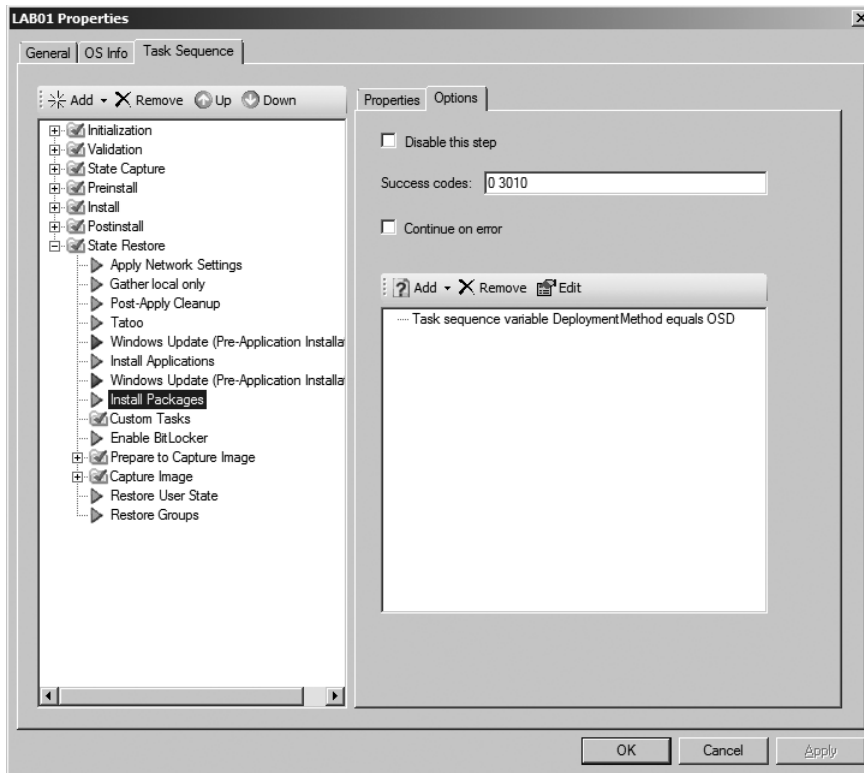 LAB01 Properties
General
OS Info
Task Sequence
Add
Remove
Up
Down
Initialization
Validation
State Capture
Preinstall
Install
Postinstall
State Restore
Apply Network Settings
Gather local only
Post-Apply Cleanup
Tatoo
Windows Update (Pre-Application Installa
Install Applications
Windows Update (Pre-Application Installa
Install Packages
Custom Tasks
Enable BitLocker
Prepare to Capture Image
Capture Image
Restore User State
Restore Groups
Properties
Options
Disable this step
Success codes: 0 3010
Continue on error
Add
Remove
Edit
Task sequence variable DeploymentMethod equals OSD
OK
Cancel
Apply